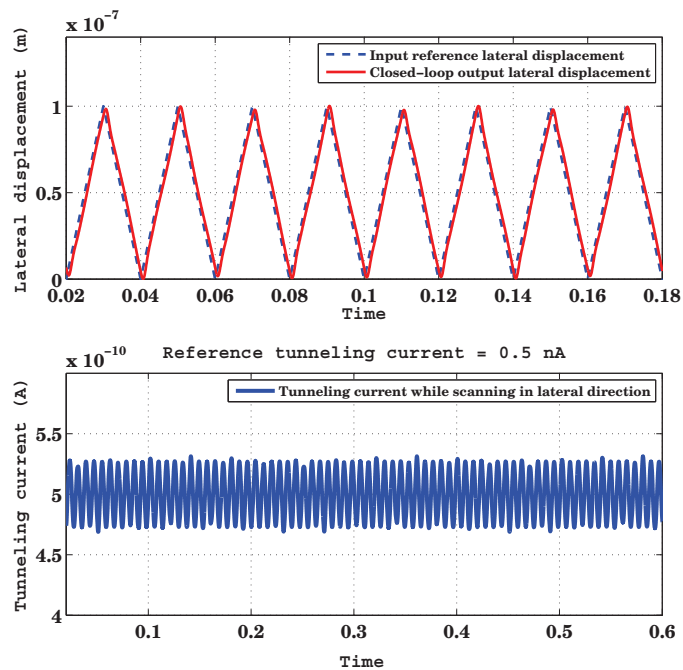 x 10⁻⁷
Lateral displacement (m)
1
0.5
0
Input reference lateral displacement
Closed–loop output lateral displacement
0.02 0.04 0.06 0.08 0.1 0.12 0.14 0.16 0.18
Time
x 10⁻¹⁰
Reference tunneling current = 0.5 nA
Tunneling current (A)
5.5
5
4.5
4
Tunneling current while scanning in lateral direction
0.1 0.2 0.3 0.4 0.5 0.6
Time